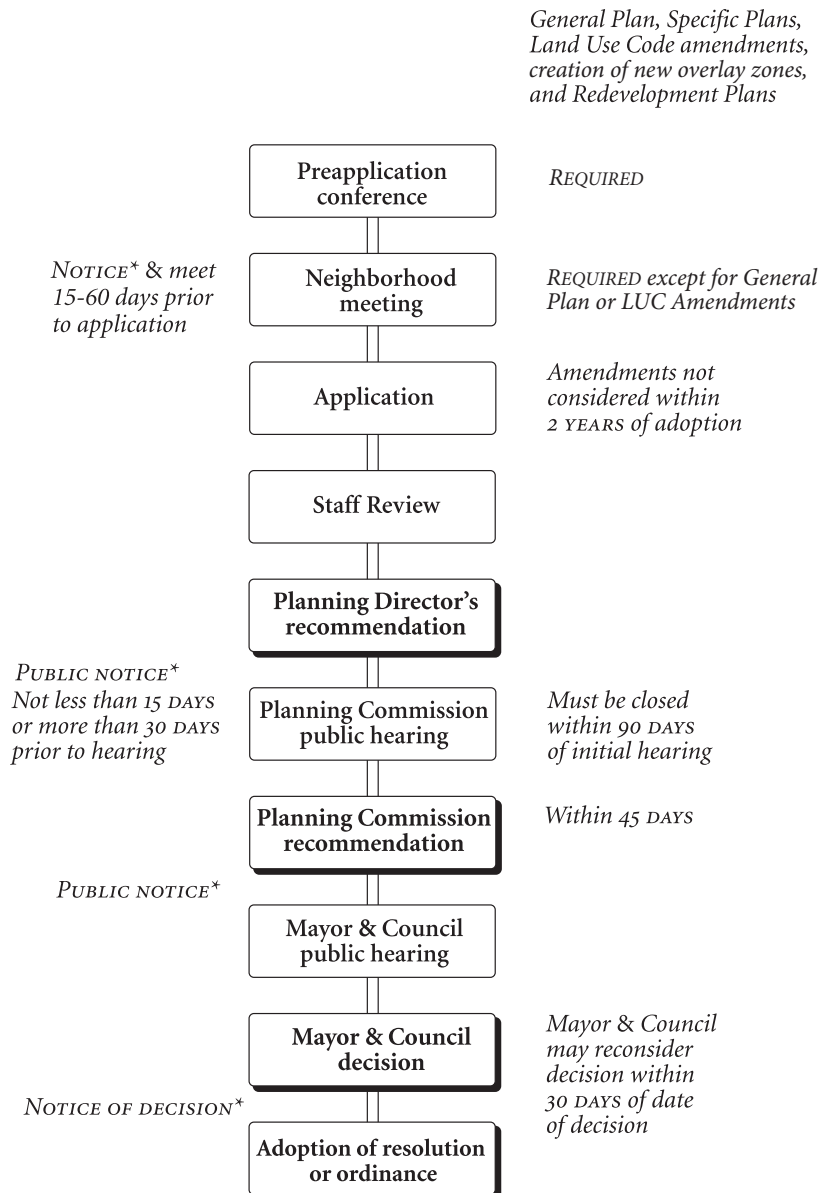 General Plan, Specific Plans,
Land Use Code amendments,
creation of new overlay zones,
and Redevelopment Plans
Preapplication
conference
REQUIRED
NOTICE* & meet
15-60 days prior
to application
Neighborhood
meeting
REQUIRED except for General
Plan or LUC Amendments
Application
Amendments not
considered within
2 YEARS of adoption
Staff Review
Planning Director’s
recommendation
PUBLIC NOTICE*
Not less than 15 DAYS
or more than 30 DAYS
prior to hearing
Planning Commission
public hearing
Must be closed
within 90 DAYS
of initial hearing
Planning Commission
recommendation
Within 45 DAYS
PUBLIC NOTICE*
Mayor & Council
public hearing
Mayor & Council
decision
Mayor & Council
may reconsider
decision within
30 DAYS of date
of decision
NOTICE OF DECISION*
Adoption of resolution
or ordinance